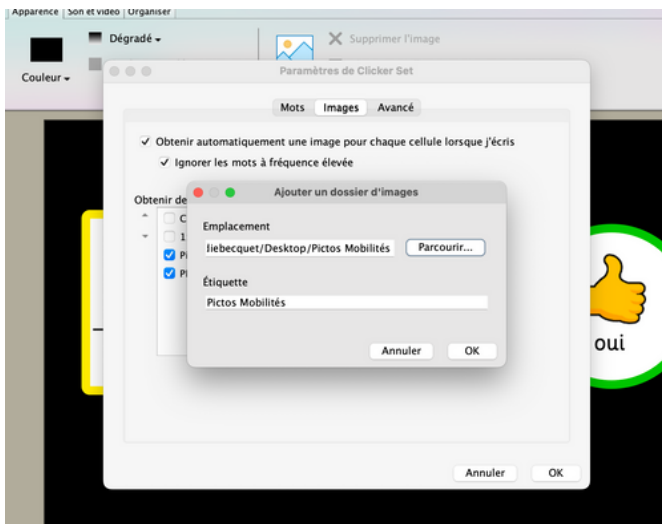 Apparence Son et vidéo Organiser
Dégradé
Supprimer l'image
Couleur
Paramètres de Clicker Set
Mots Images Avancé
Obtenir automatiquement une image pour chaque cellule lorsque j'écris
Ignorer les mots à fréquence élevée
Obtenir de
Ajouter un dossier d'images
C
1
Emplacement
liebecquet/Desktop/Pictos Mobilités Parcourir...
Étiquette
Pictos Mobilités
Annuler OK
oui
Annuler OK